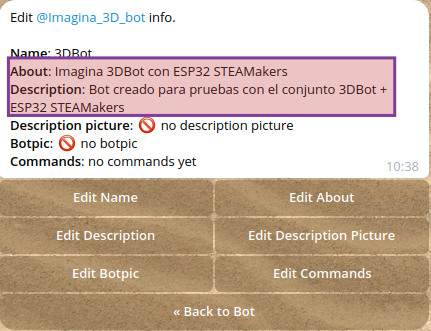 Edit @Imagina_3D_bot info.
Name: 3DBot
About: Imagina 3DBot con ESP32 STEAMakers
Description: Bot creado para pruebas con el conjunto 3DBot +
ESP32 STEAMakers
Description picture: 🚫 no description picture
Botpic: 🚫 no botpic
Commands: no commands yet
10:38
Edit Name
Edit About
Edit Description
Edit Description Picture
Edit Botpic
Edit Commands
« Back to Bot